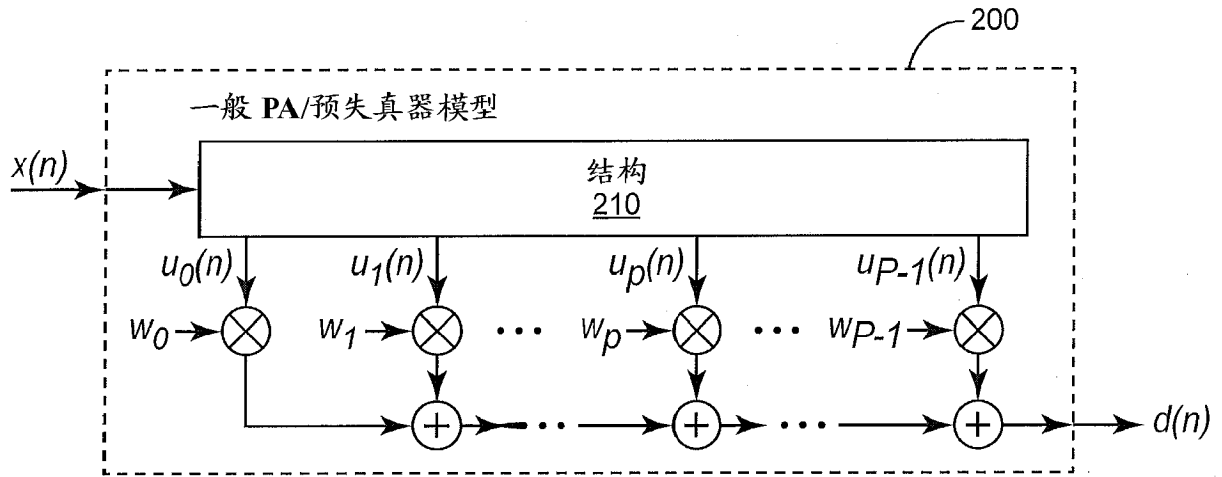 200
一般 PA/预失真器模型
x(n)
结构
210
u0(n) u1(n) up(n) uP-1(n)
w0 w1 ••• wp ••• wP-1
••• ••• d(n)